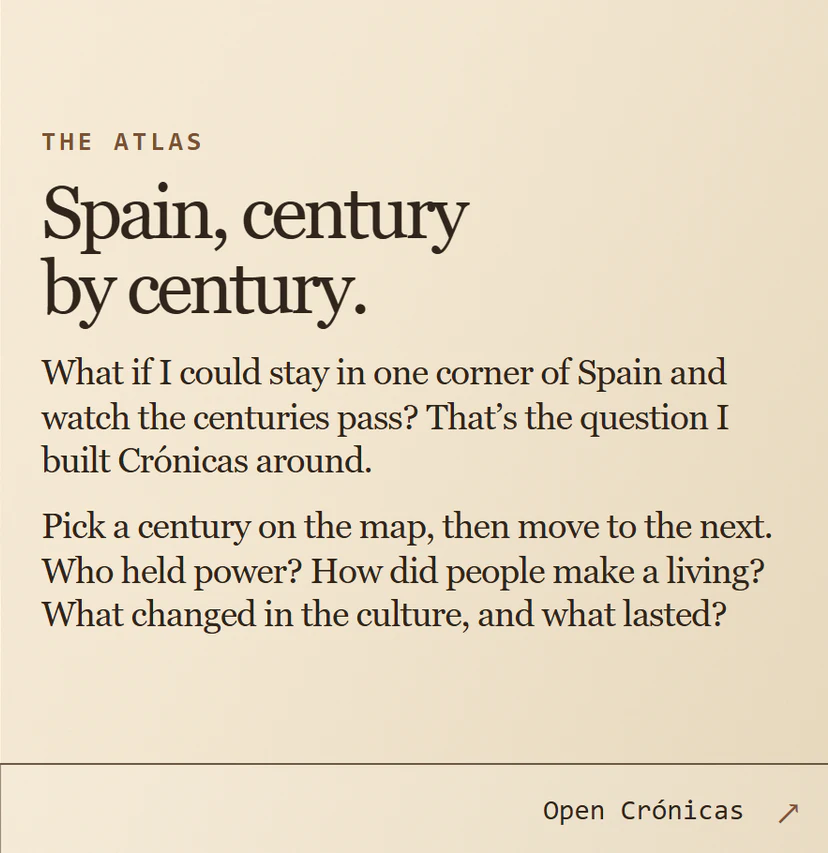 THE ATLAS
Spain, century
by century.
What if I could stay in one corner of Spain and
watch the centuries pass? That’s the question I
built Crónicas around.
Pick a century on the map, then move to the next.
Who held power? How did people make a living?
What changed in the culture, and what lasted?
Open Crónicas ↗